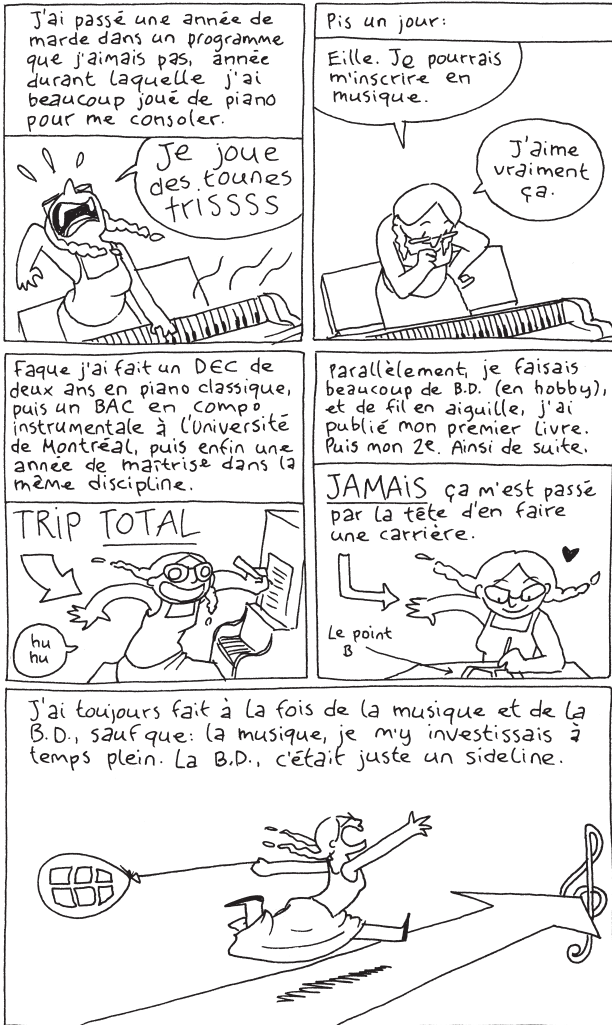 J'ai passé une année de
marde dans un programme
que j'aimais pas, année
durant laquelle j'ai
beaucoup joué de piano
pour me consoler.
Je joue
des tounes
trissss
Pis un jour:
Eille. Je pourrais
m'inscrire en
musique.
J'aime
vraiment
ça.
Faque j'ai fait un DEC de
deux ans en piano classique,
puis un BAC en compo
instrumentale à l'Université
de Montréal, puis enfin une
année de maîtrise dans la
même discipline.
TRIP TOTAL
hu
hu
Parallèlement, je faisais
beaucoup de B.D. (en hobby),
et de fil en aiguille, j'ai
publié mon premier livre.
Puis mon 2e. Ainsi de suite.
JAMAIS ça m'est passé
par la tête d'en faire
une carrière.
Le point
B
J'ai toujours fait à la fois de la musique et de la
B.D., sauf que: la musique, je m'y investissais à
temps plein. La B.D., c'était juste un sideline.